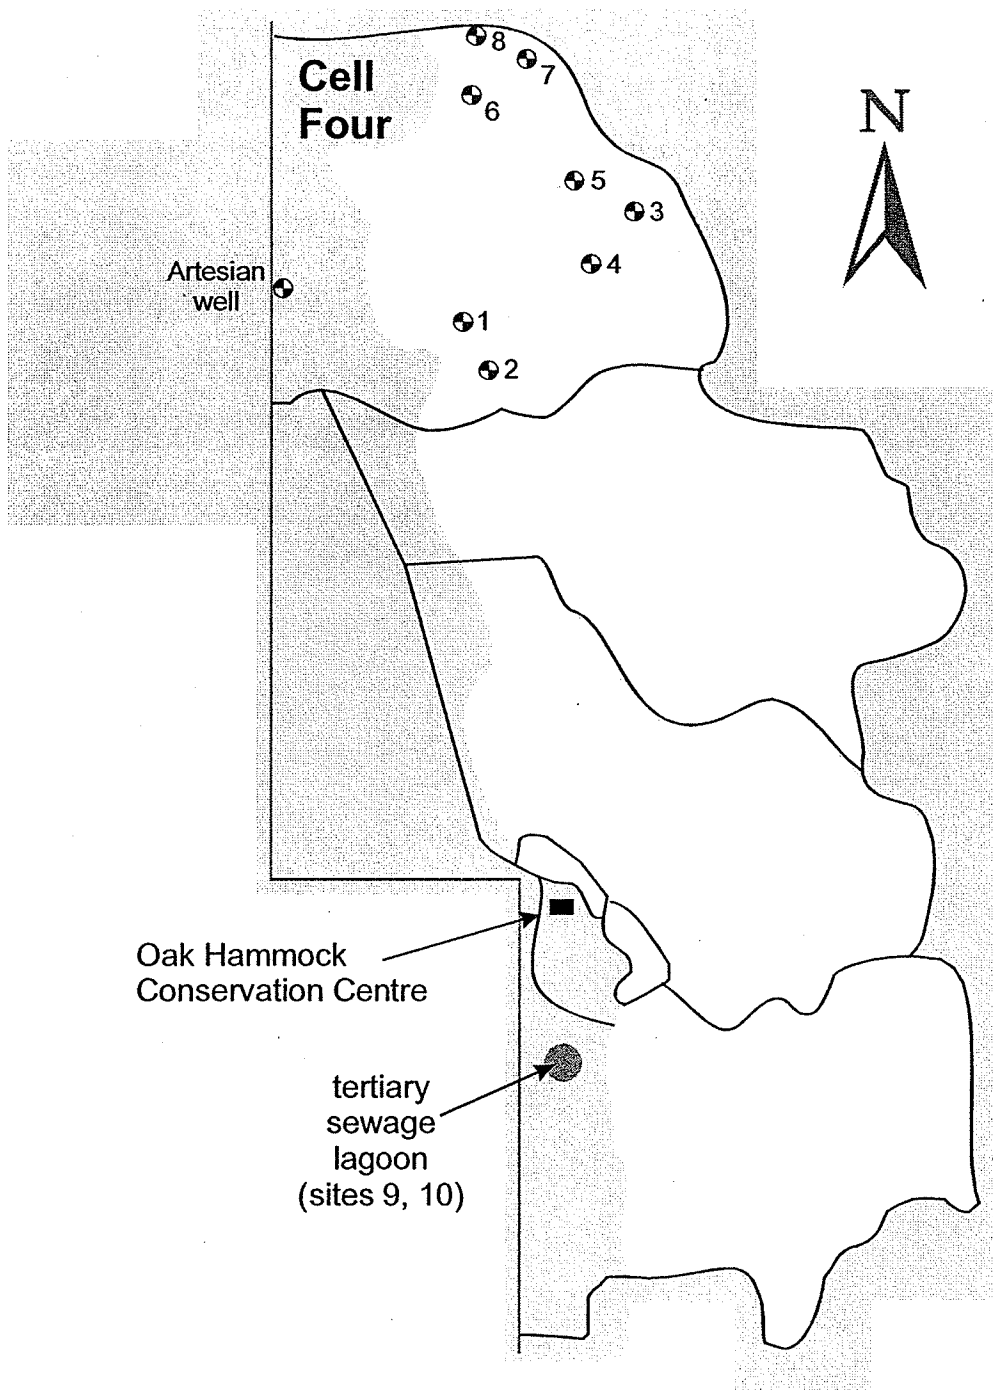 8
7
Cell
Four
6
N
5
3
4
Artesian
well
1
2
Oak Hammock
Conservation Centre
tertiary
sewage
lagoon
(sites 9, 10)